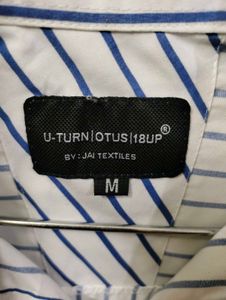 U-TURN|OTUS|18UP®
BY: JAI TEXTILES
M